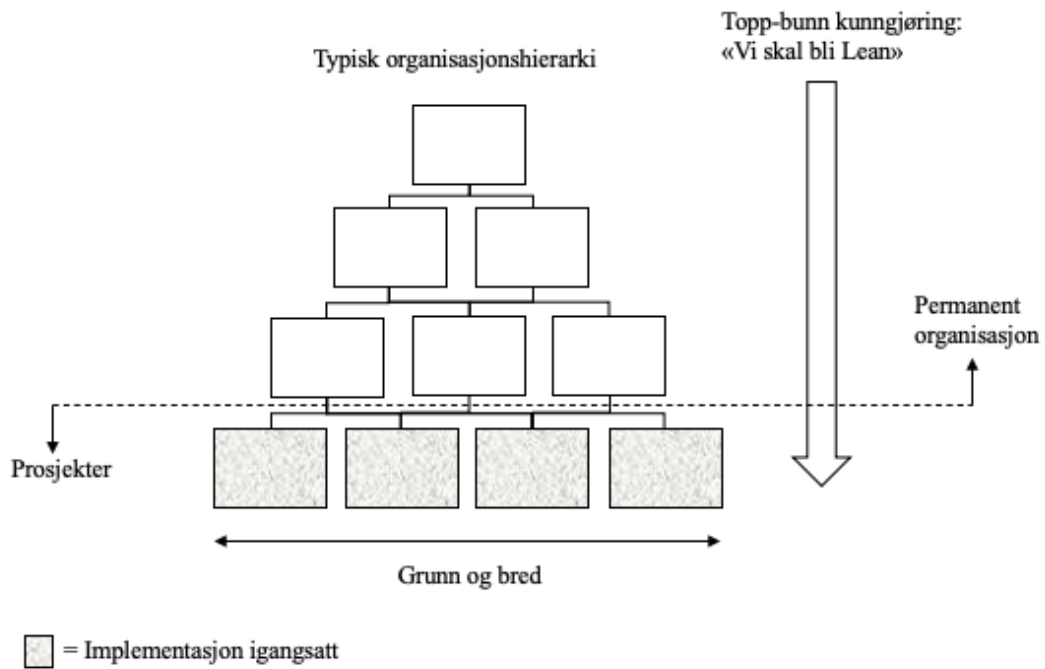 Topp-bunn kunngjøring:
«Vi skal bli Lean»
Typisk organisasjonshierarki
Permanent
organisasjon
Prosjekter
Grunn og bred
= Implementasjon igangsatt